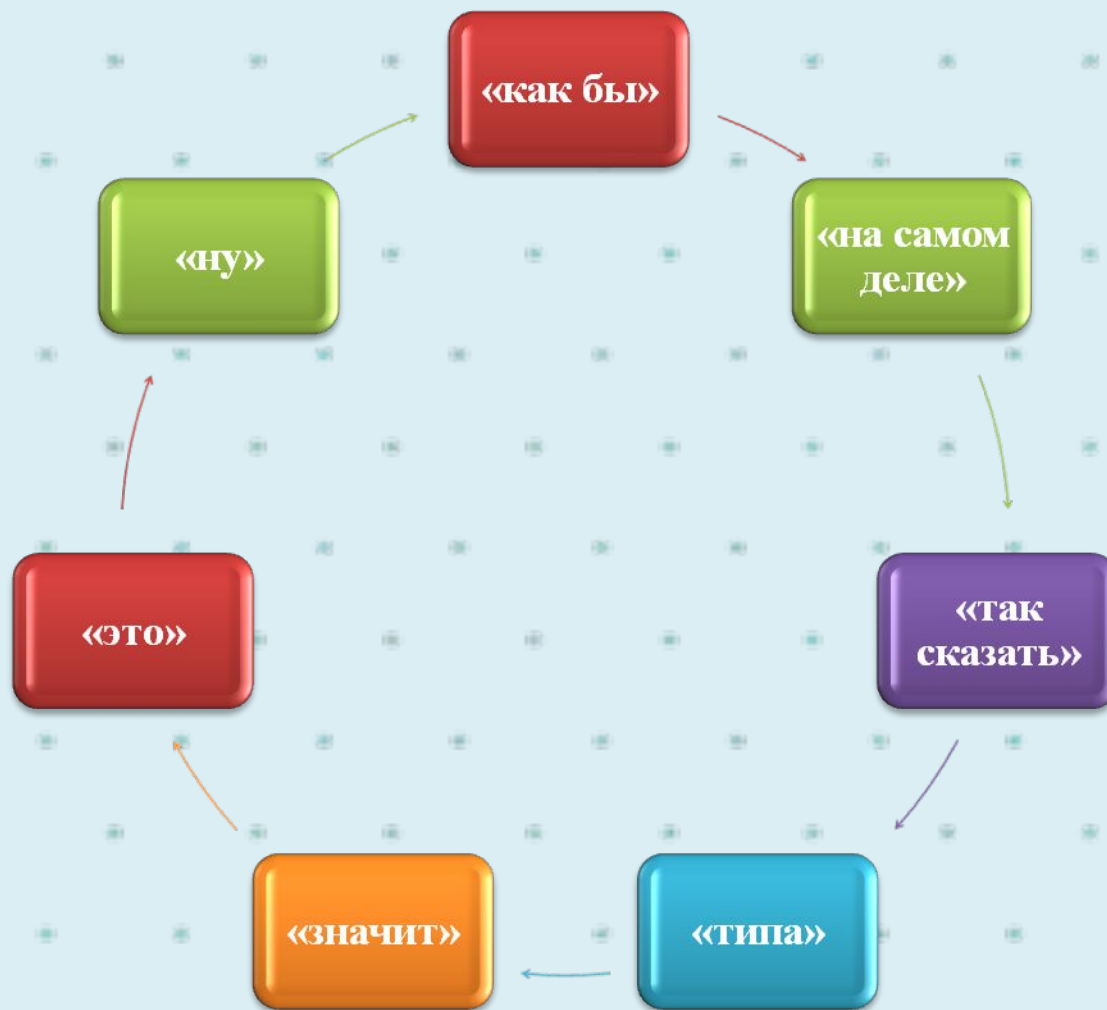 «как бы»
«на самом
деле»
«так
сказать»
«типа»
«значит»
«это»
«ну»